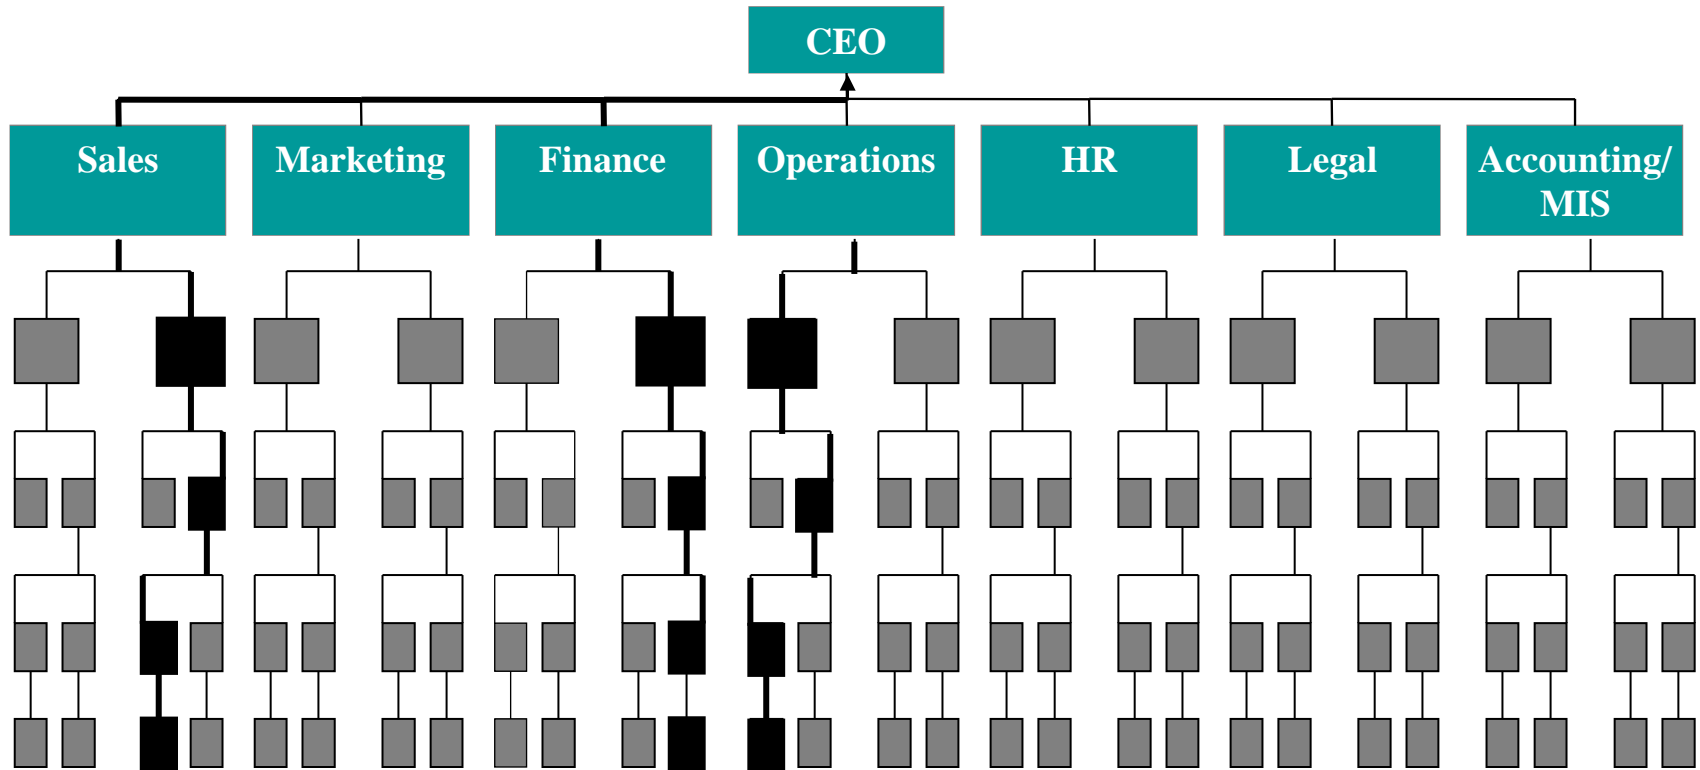 CEO
Sales
Marketing
Finance
Operations
HR
Legal
Accounting/
MIS